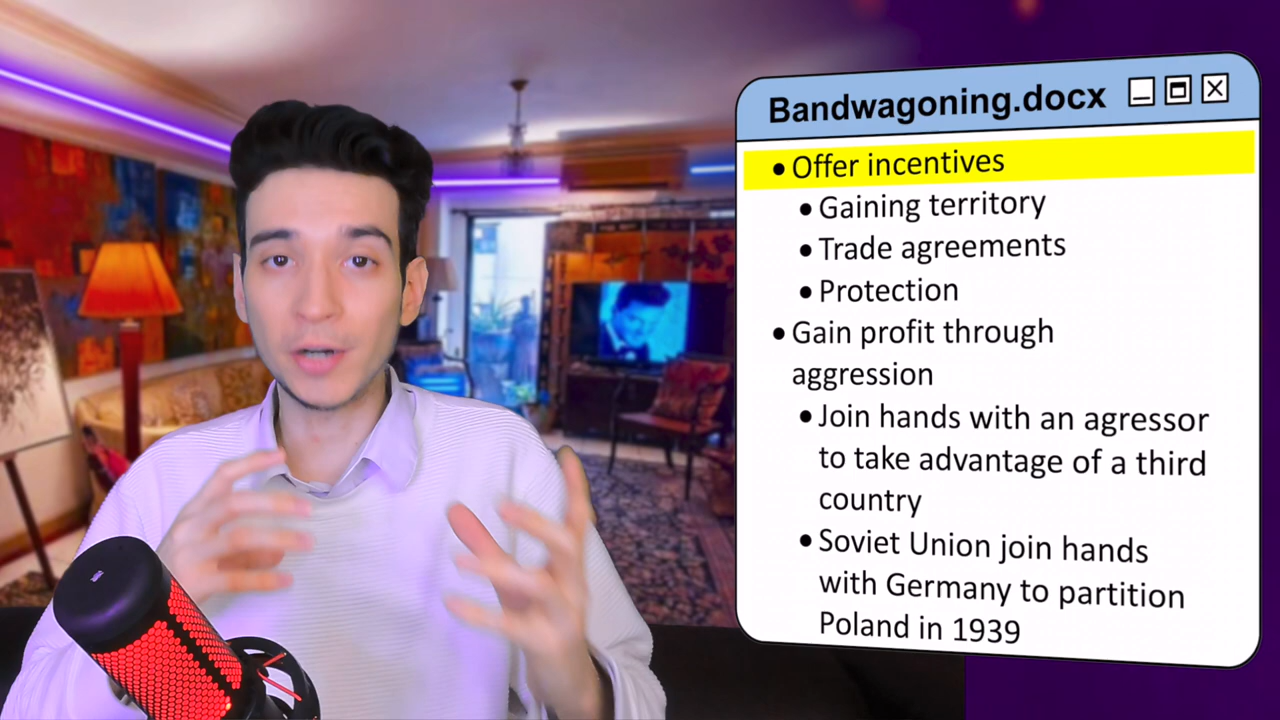 Bandwagoning.docx
• Offer incentives
• Gaining territory
• Trade agreements
• Protection
• Gain profit through
aggression
• Join hands with an agressor
to take advantage of a third
country
• Soviet Union join hands
with Germany to partition
Poland in 1939